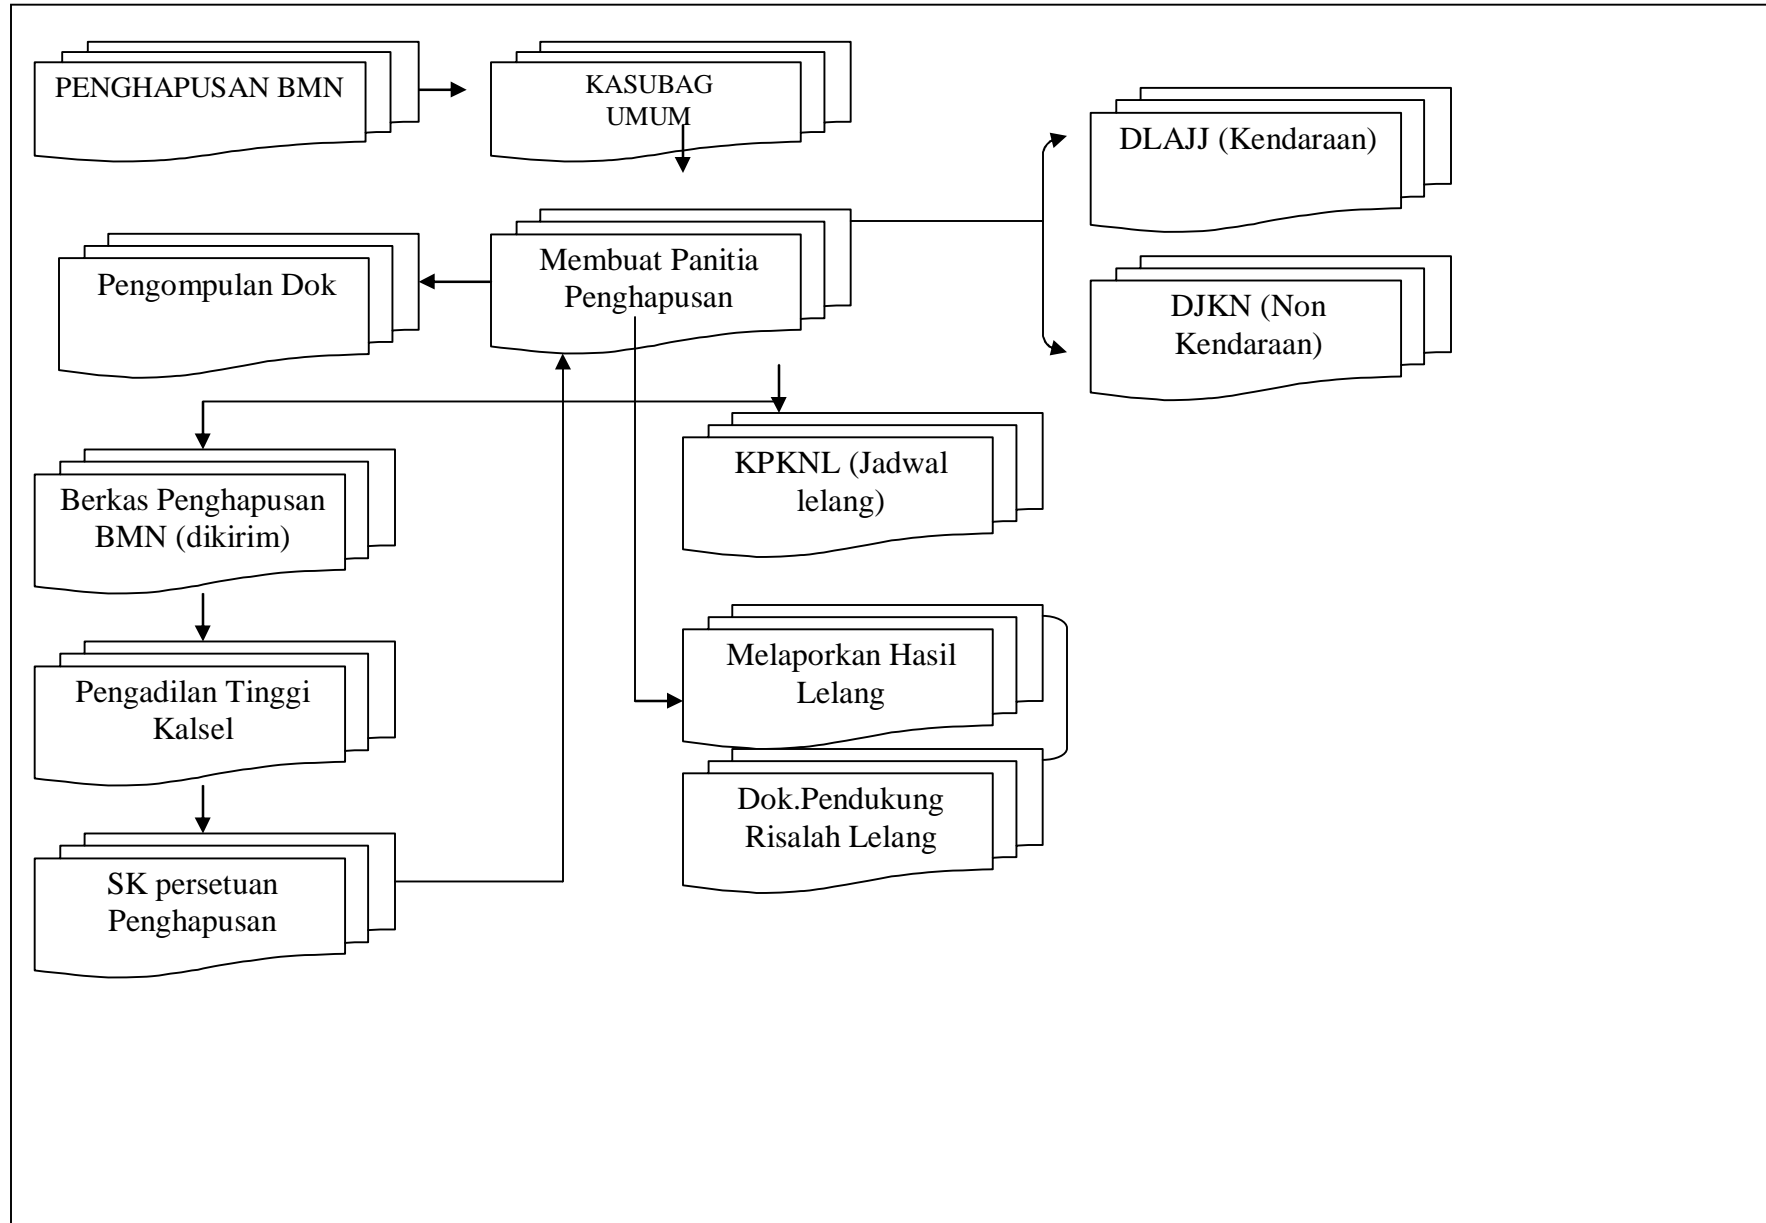 PENGHAPUSAN BMN
KASUBAG
UMUM
DLAJJ (Kendaraan)
Membuat Panitia
Penghapusan
Pengompulan Dok
DJKN (Non
Kendaraan)
KPKNL (Jadwal
lelang)
Berkas Penghapusan
BMN (dikirim)
Melaporkan Hasil
Lelang
Pengadilan Tinggi
Kalsel
Dok.Pendukung
Risalah Lelang
SK persetuan
Penghapusan